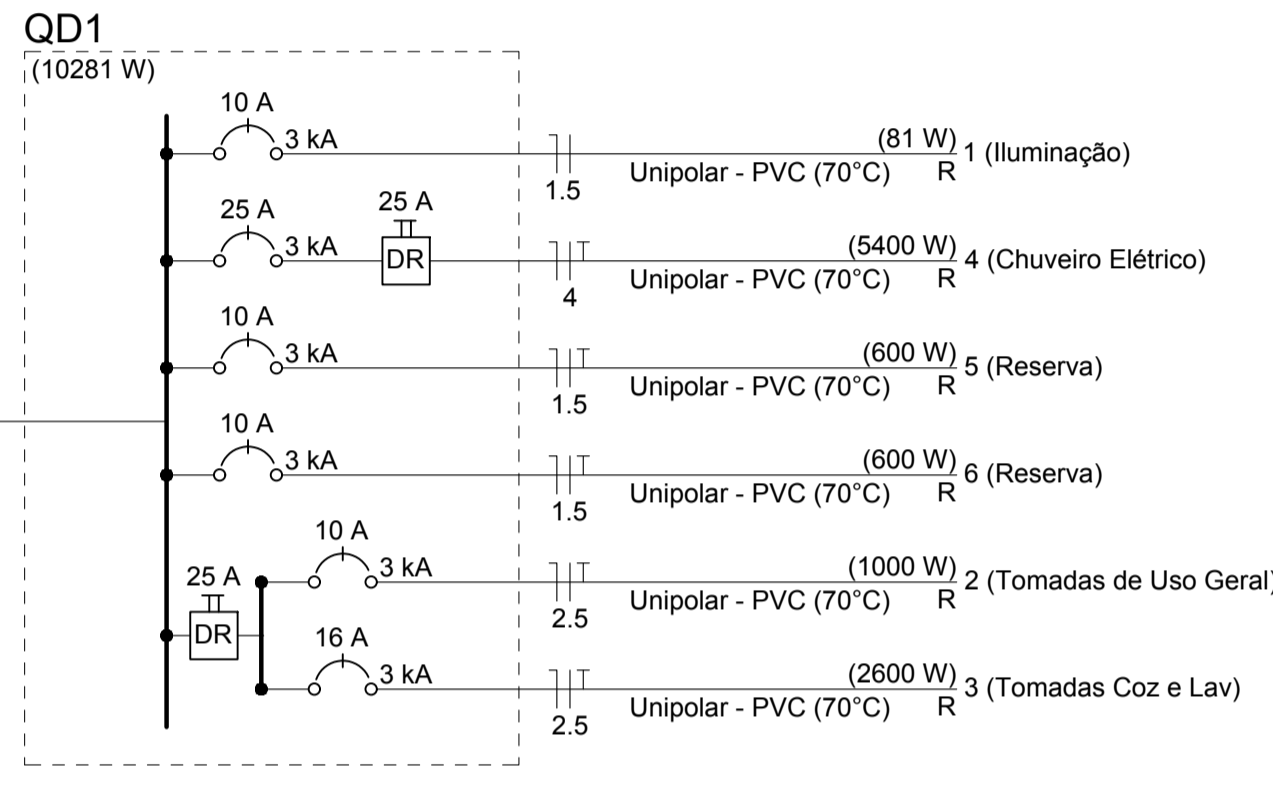 QD1
(10281 W)
10 A
3 kA
1.5
(81 W)
Unipolar - PVC (70°C)
R
1 (Iluminação)
25 A
3 kA
25 A
DR
4
(5400 W)
Unipolar - PVC (70°C)
R
4 (Chuveiro Elétrico)
10 A
3 kA
1.5
(600 W)
Unipolar - PVC (70°C)
R
5 (Reserva)
10 A
3 kA
1.5
(600 W)
Unipolar - PVC (70°C)
R
6 (Reserva)
25 A
DR
10 A
3 kA
2.5
(1000 W)
Unipolar - PVC (70°C)
R
2 (Tomadas de Uso Geral)
16 A
3 kA
2.5
(2600 W)
Unipolar - PVC (70°C)
R
3 (Tomadas Coz e Lav)